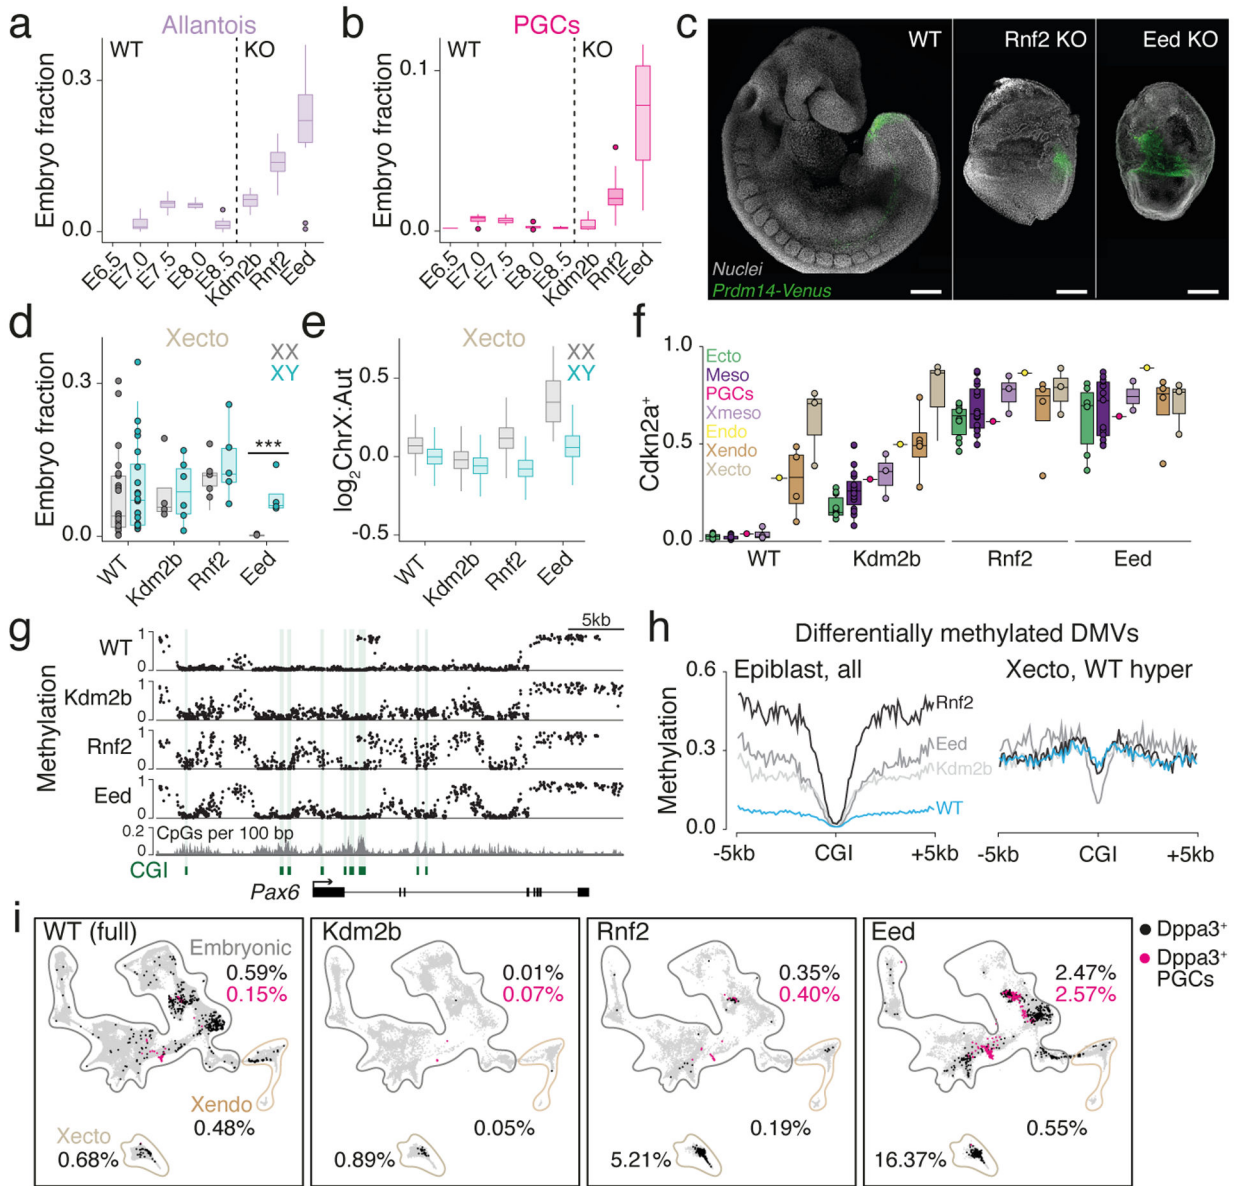 a
Allantois
WT
KO
Embryo fraction
0.3
0.0
E6.5
E7.0
E7.5
E8.0
E8.5
Kdm2b
Rnf2
Eed
b
PGCs
WT
KO
Embryo fraction
0.1
0.0
E6.5
E7.0
E7.5
E8.0
E8.5
Kdm2b
Rnf2
Eed
c
WT
Rnf2 KO
Eed KO
Nuclei
Prdm14-Venus
d
Xecto
XX
XY
Embryo fraction
0.3
0.0
***
WT
Kdm2b
Rnf2
Eed
e
Xecto
XX
XY
log2ChrX:Aut
0.5
0.0
-0.5
WT
Kdm2b
Rnf2
Eed
f
Cdkn2a+
1.0
0.5
0.0
Ecto
Meso
PGCs
Xmeso
Endo
Xendo
Xecto
WT
Kdm2b
Rnf2
Eed
g
5kb
Methylation
WT
1
0
Kdm2b
1
0
Rnf2
1
0
Eed
1
0
0.2
CpGs per 100 bp
0
CGI
Pax6
h
Differentially methylated DMVs
Epiblast, all
Xecto, WT hyper
Methylation
0.6
0.3
0.0
Rnf2
Eed
Kdm2b
WT
-5kb
CGI
+5kb
-5kb
CGI
+5kb
i
WT (full)
Embryonic
0.59%
0.15%
Xendo
0.48%
Xecto
0.68%
Kdm2b
0.01%
0.07%
0.05%
0.89%
Rnf2
0.35%
0.40%
0.19%
5.21%
Eed
2.47%
2.57%
0.55%
16.37%
Dppa3+
Dppa3+
PGCs